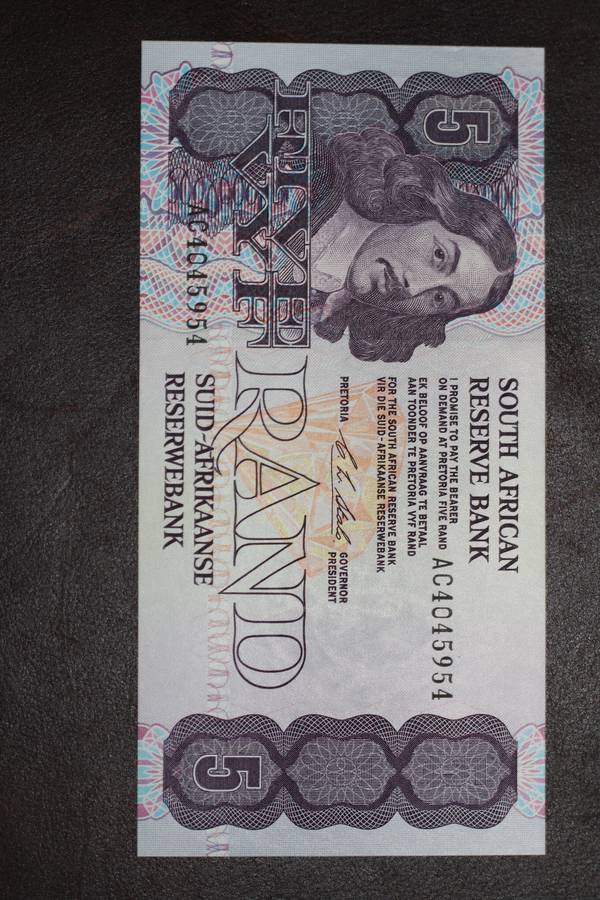 5
SOUTH AFRICAN
RESERVE BANK
I PROMISE TO PAY THE BEARER
ON DEMAND AT PRETORIA FIVE RAND
EK BELOOF OP AANVRAAG TE BETAAL
AAN TOONDER TE PRETORIA VYF RAND
AC4045954
FOR THE SOUTH AFRICAN RESERVE BANK
VIR DIE SUID-AFRIKAANSE RESERWEBANK
PRETORIA
GOVERNOR
PRESIDENT
FIVE
VYF
RAND
AC4045954
SUID-AFRIKAANSE
RESERWEBANK
5